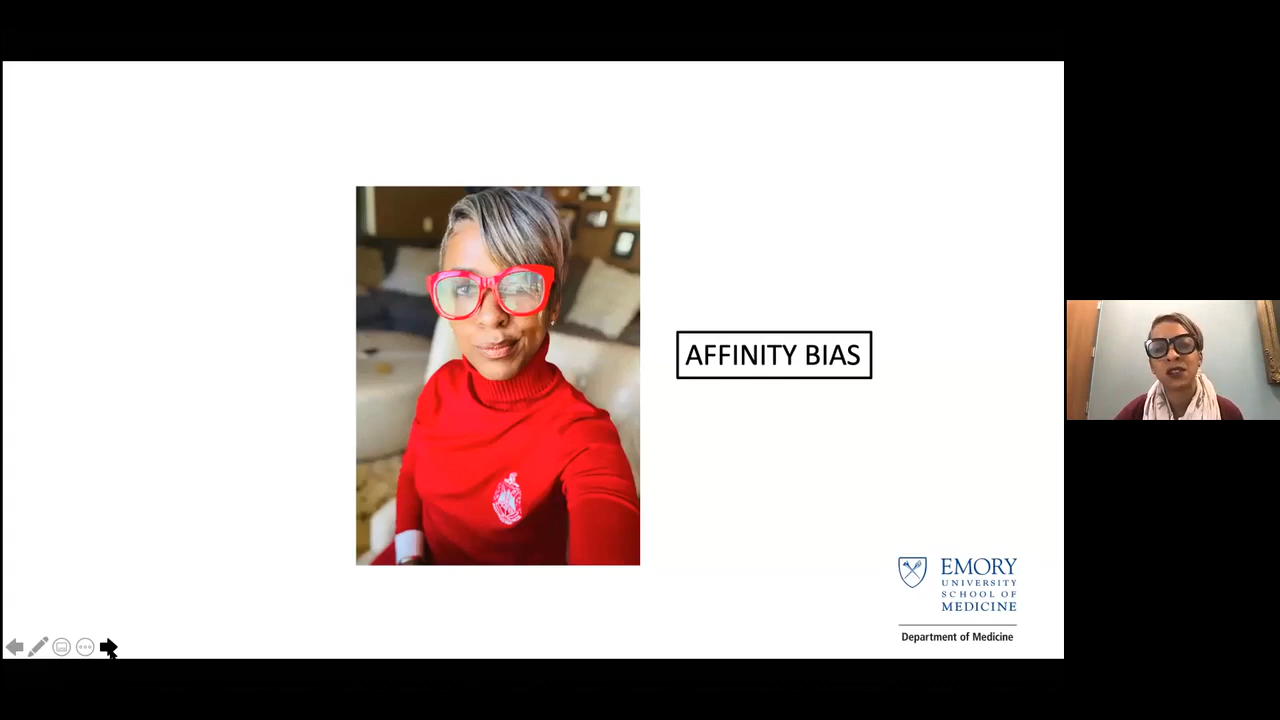 AFFINITY BIAS
EMORY
UNIVERSITY
SCHOOL OF
MEDICINE
Department of Medicine